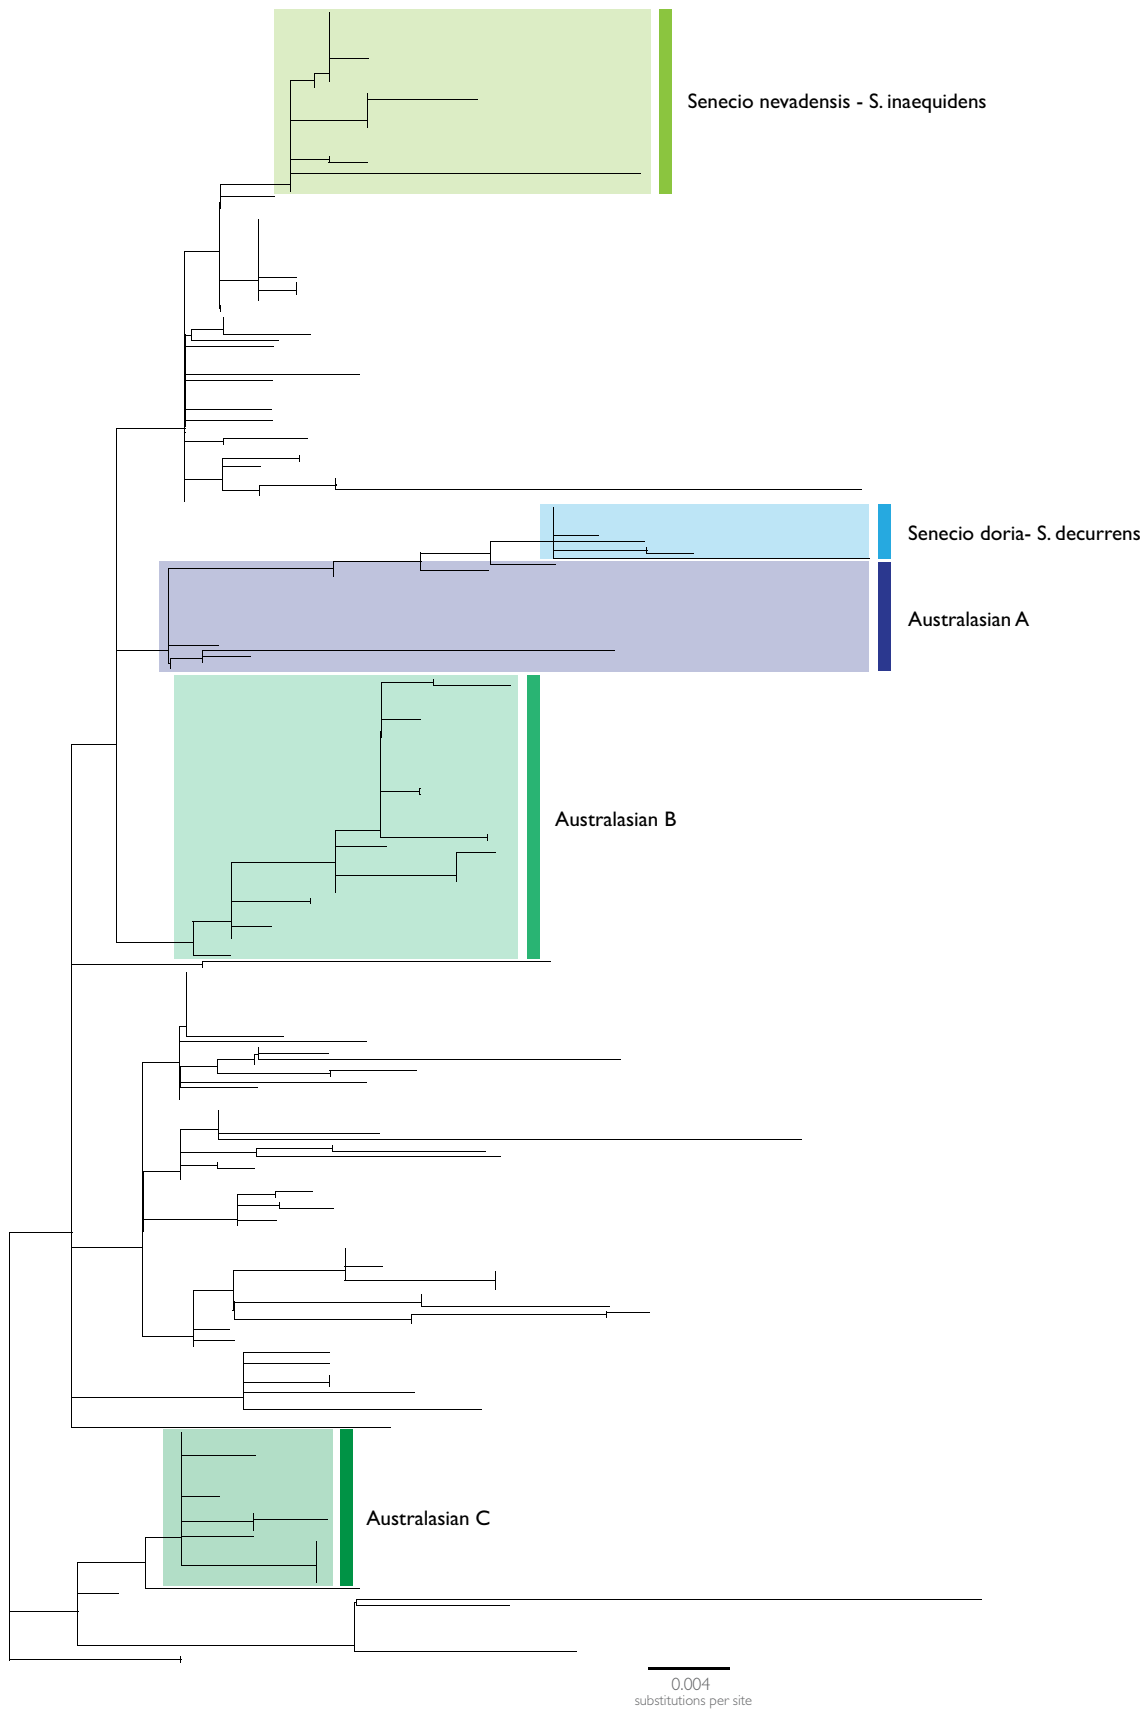 Senecio nevadensis - S. inaequidens
Senecio doria- S. decurrens
Australasian A
Australasian B
Australasian C
0.004
substitutions per site